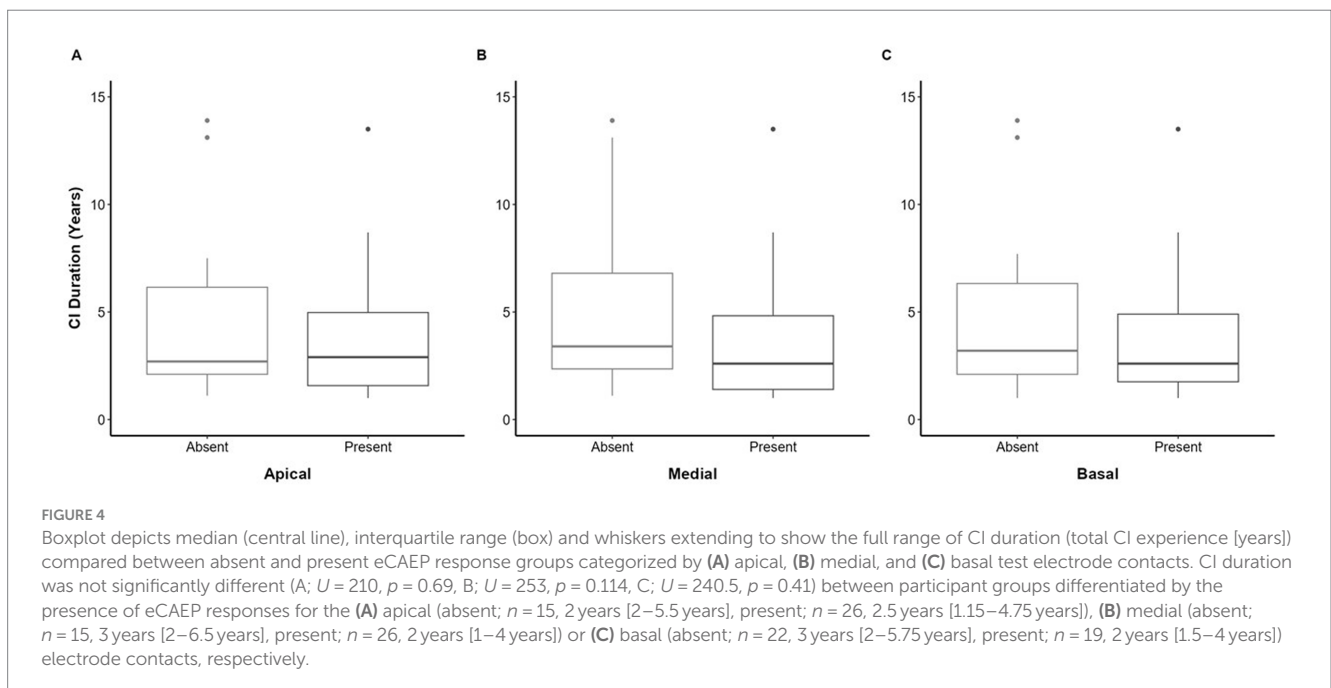 A
B
C
CI Duration (Years)
15
10
5
0
Absent
Present
Apical
15
10
5
0
Absent
Present
Medial
15
10
5
0
Absent
Present
Basal
FIGURE 4
Boxplot depicts median (central line), interquartile range (box) and whiskers extending to show the full range of CI duration (total CI experience [years])
compared between absent and present eCAEP response groups categorized by (A) apical, (B) medial, and (C) basal test electrode contacts. CI duration
was not significantly different (A; U = 210, p = 0.69, B; U = 253, p = 0.114, C; U = 240.5, p = 0.41) between participant groups differentiated by the
presence of eCAEP responses for the (A) apical (absent; n = 15, 2 years [2–5.5 years], present; n = 26, 2.5 years [1.15–4.75 years]), (B) medial (absent;
n = 15, 3 years [2–6.5 years], present; n = 26, 2 years [1–4 years]) or (C) basal (absent; n = 22, 3 years [2–5.75 years], present; n = 19, 2 years [1.5–4 years])
electrode contacts, respectively.